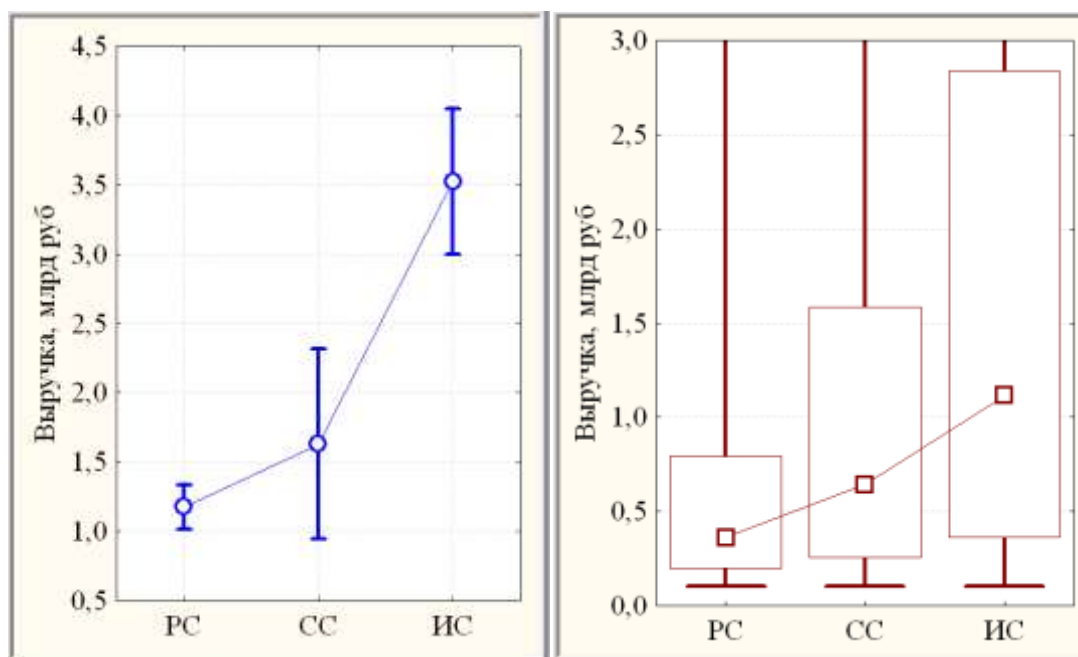 Выручка, млрд руб
4,5
4,0
3,5
3,0
2,5
2,0
1,5
1,0
0,5
РС
СС
ИС
Выручка, млрд руб
3,0
2,5
2,0
1,5
1,0
0,5
0,0
РС
СС
ИС